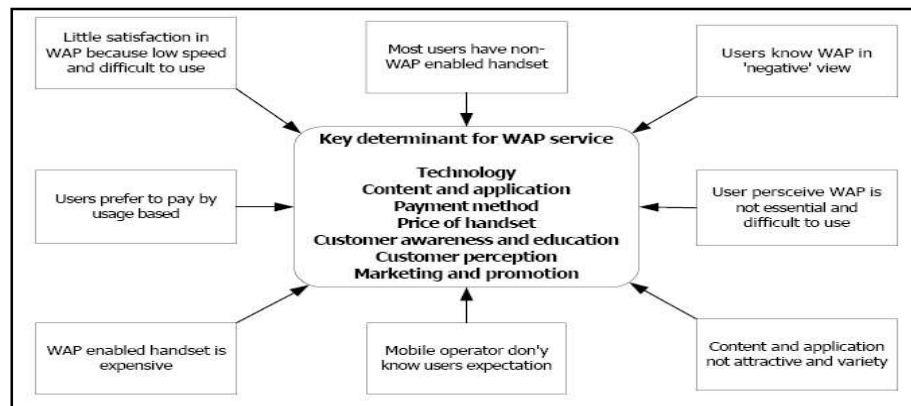 Little satisfaction in
WAP because low speed
and difficult to use
Most users have non-
WAP enabled handset
Users know WAP in
'negative' view
Key determinant for WAP service
Technology
Content and application
Payment method
Price of handset
Customer awareness and education
Customer perception
Marketing and promotion
Users prefer to pay by
usage based
User persceive WAP is
not essential and
difficult to use
WAP enabled handset is
expensive
Mobile operator don'y
know users expectation
Content and application
not attractive and variety